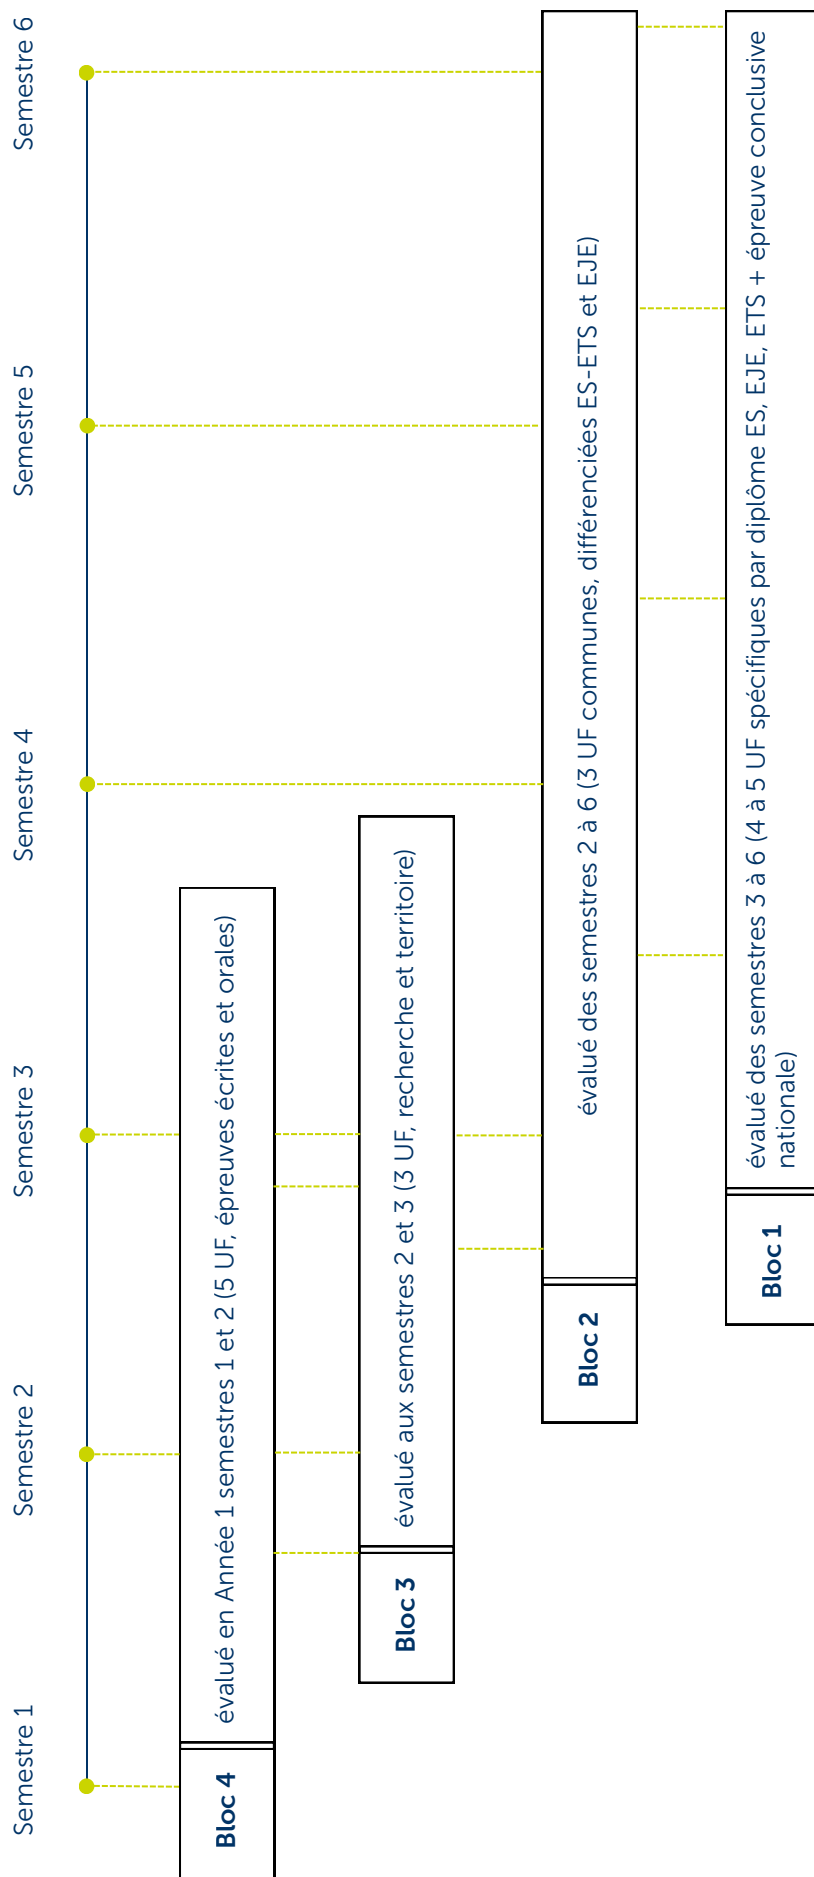 Semestre 1
Semestre 2
Semestre 3
Semestre 4
Semestre 5
Semestre 6
Bloc 4
évalué en Année 1 semestres 1 et 2 (5 UF, épreuves écrites et orales)
Bloc 3
évalué aux semestres 2 et 3 (3 UF, recherche et territoire)
Bloc 2
évalué des semestres 2 à 6 (3 UF communes, différenciées ES-ETS et EJE)
Bloc 1
évalué des semestres 3 à 6 (4 à 5 UF spécifiques par diplôme ES, EJE, ETS + épreuve conclusive
nationale)